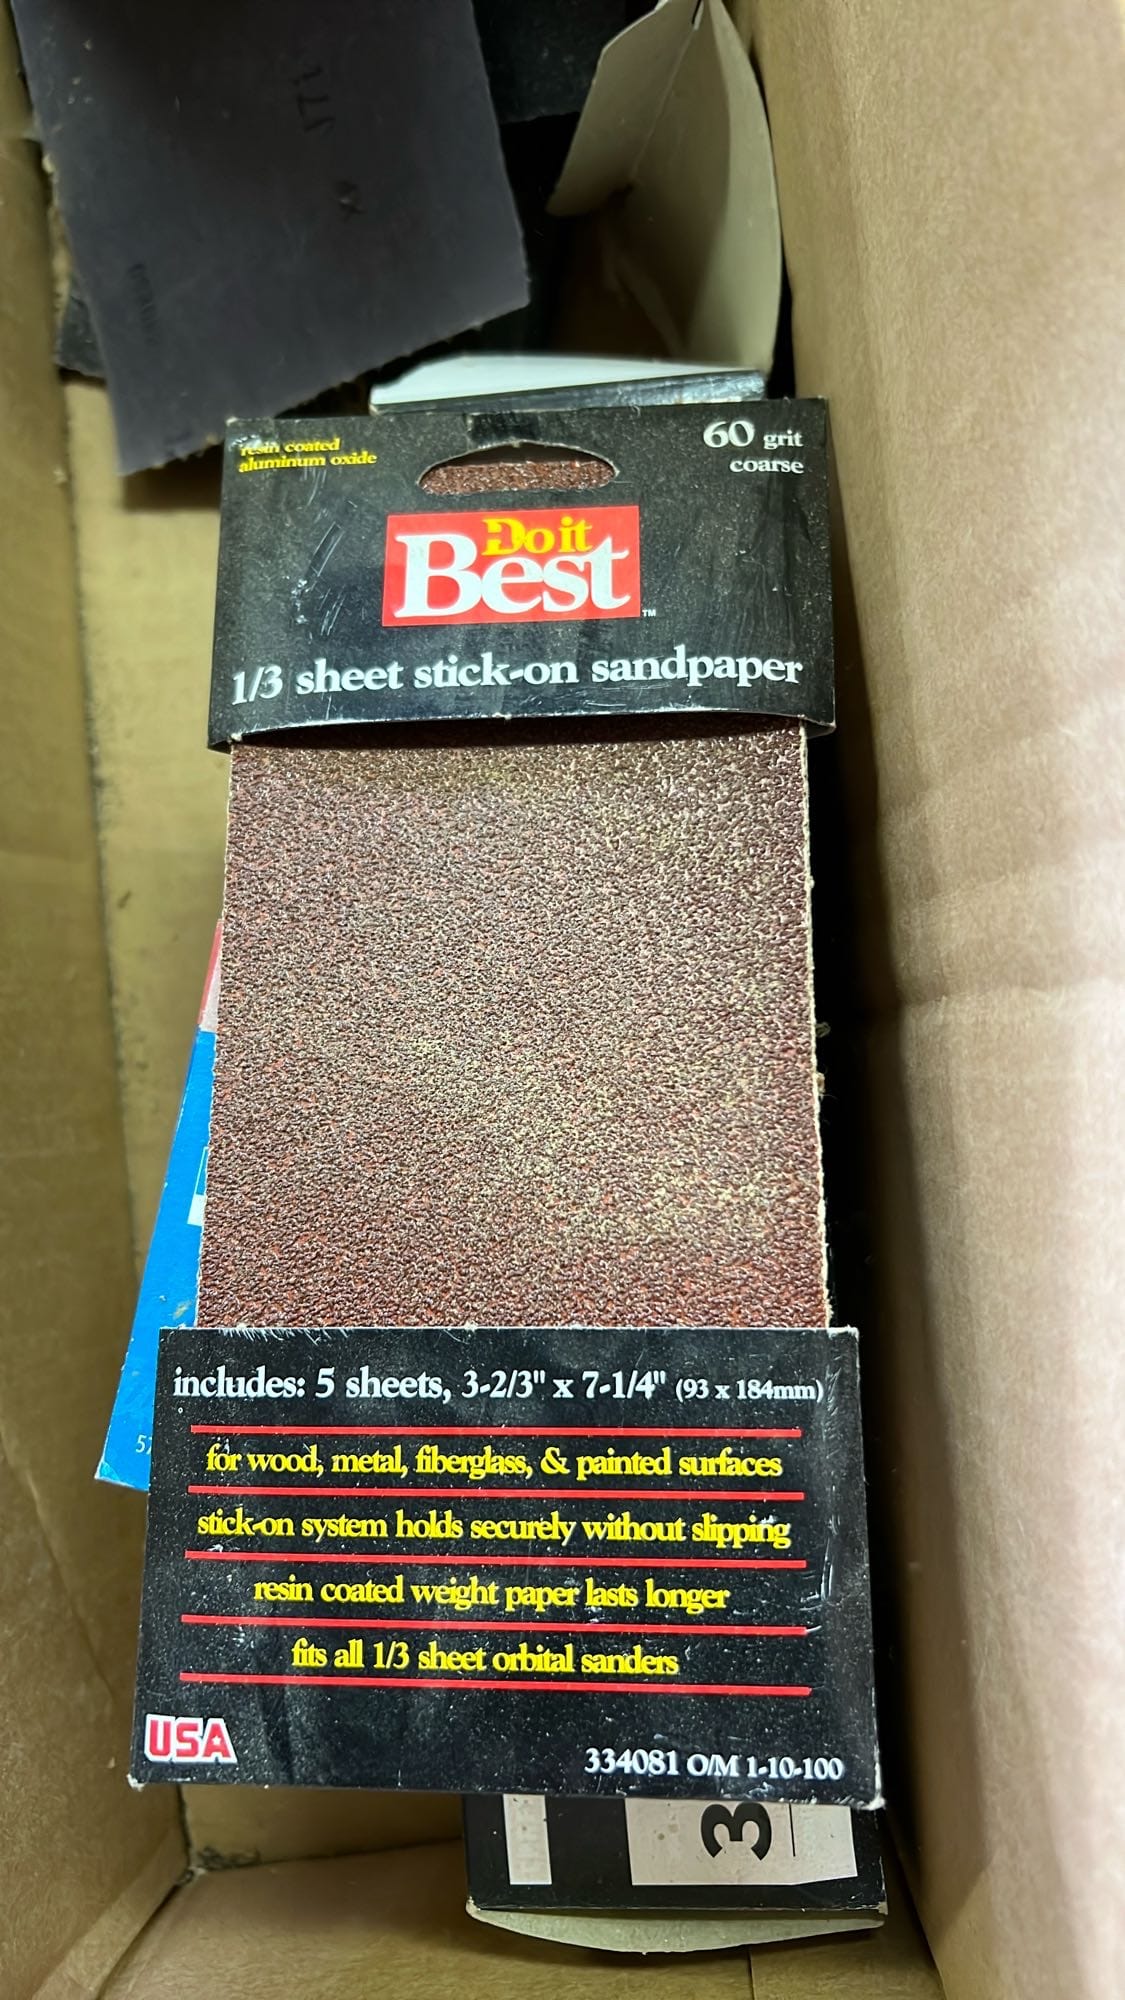 resin coated
aluminum oxide
60 grit
coarse
Do it
Best™
1/3 sheet stick-on sandpaper
includes: 5 sheets, 3-2/3" x 7-1/4" (93 x 184mm)
for wood, metal, fiberglass, & painted surfaces
stick-on system holds securely without slipping
resin coated weight paper lasts longer
fits all 1/3 sheet orbital sanders
USA
334081 O/M 1-10-100
3